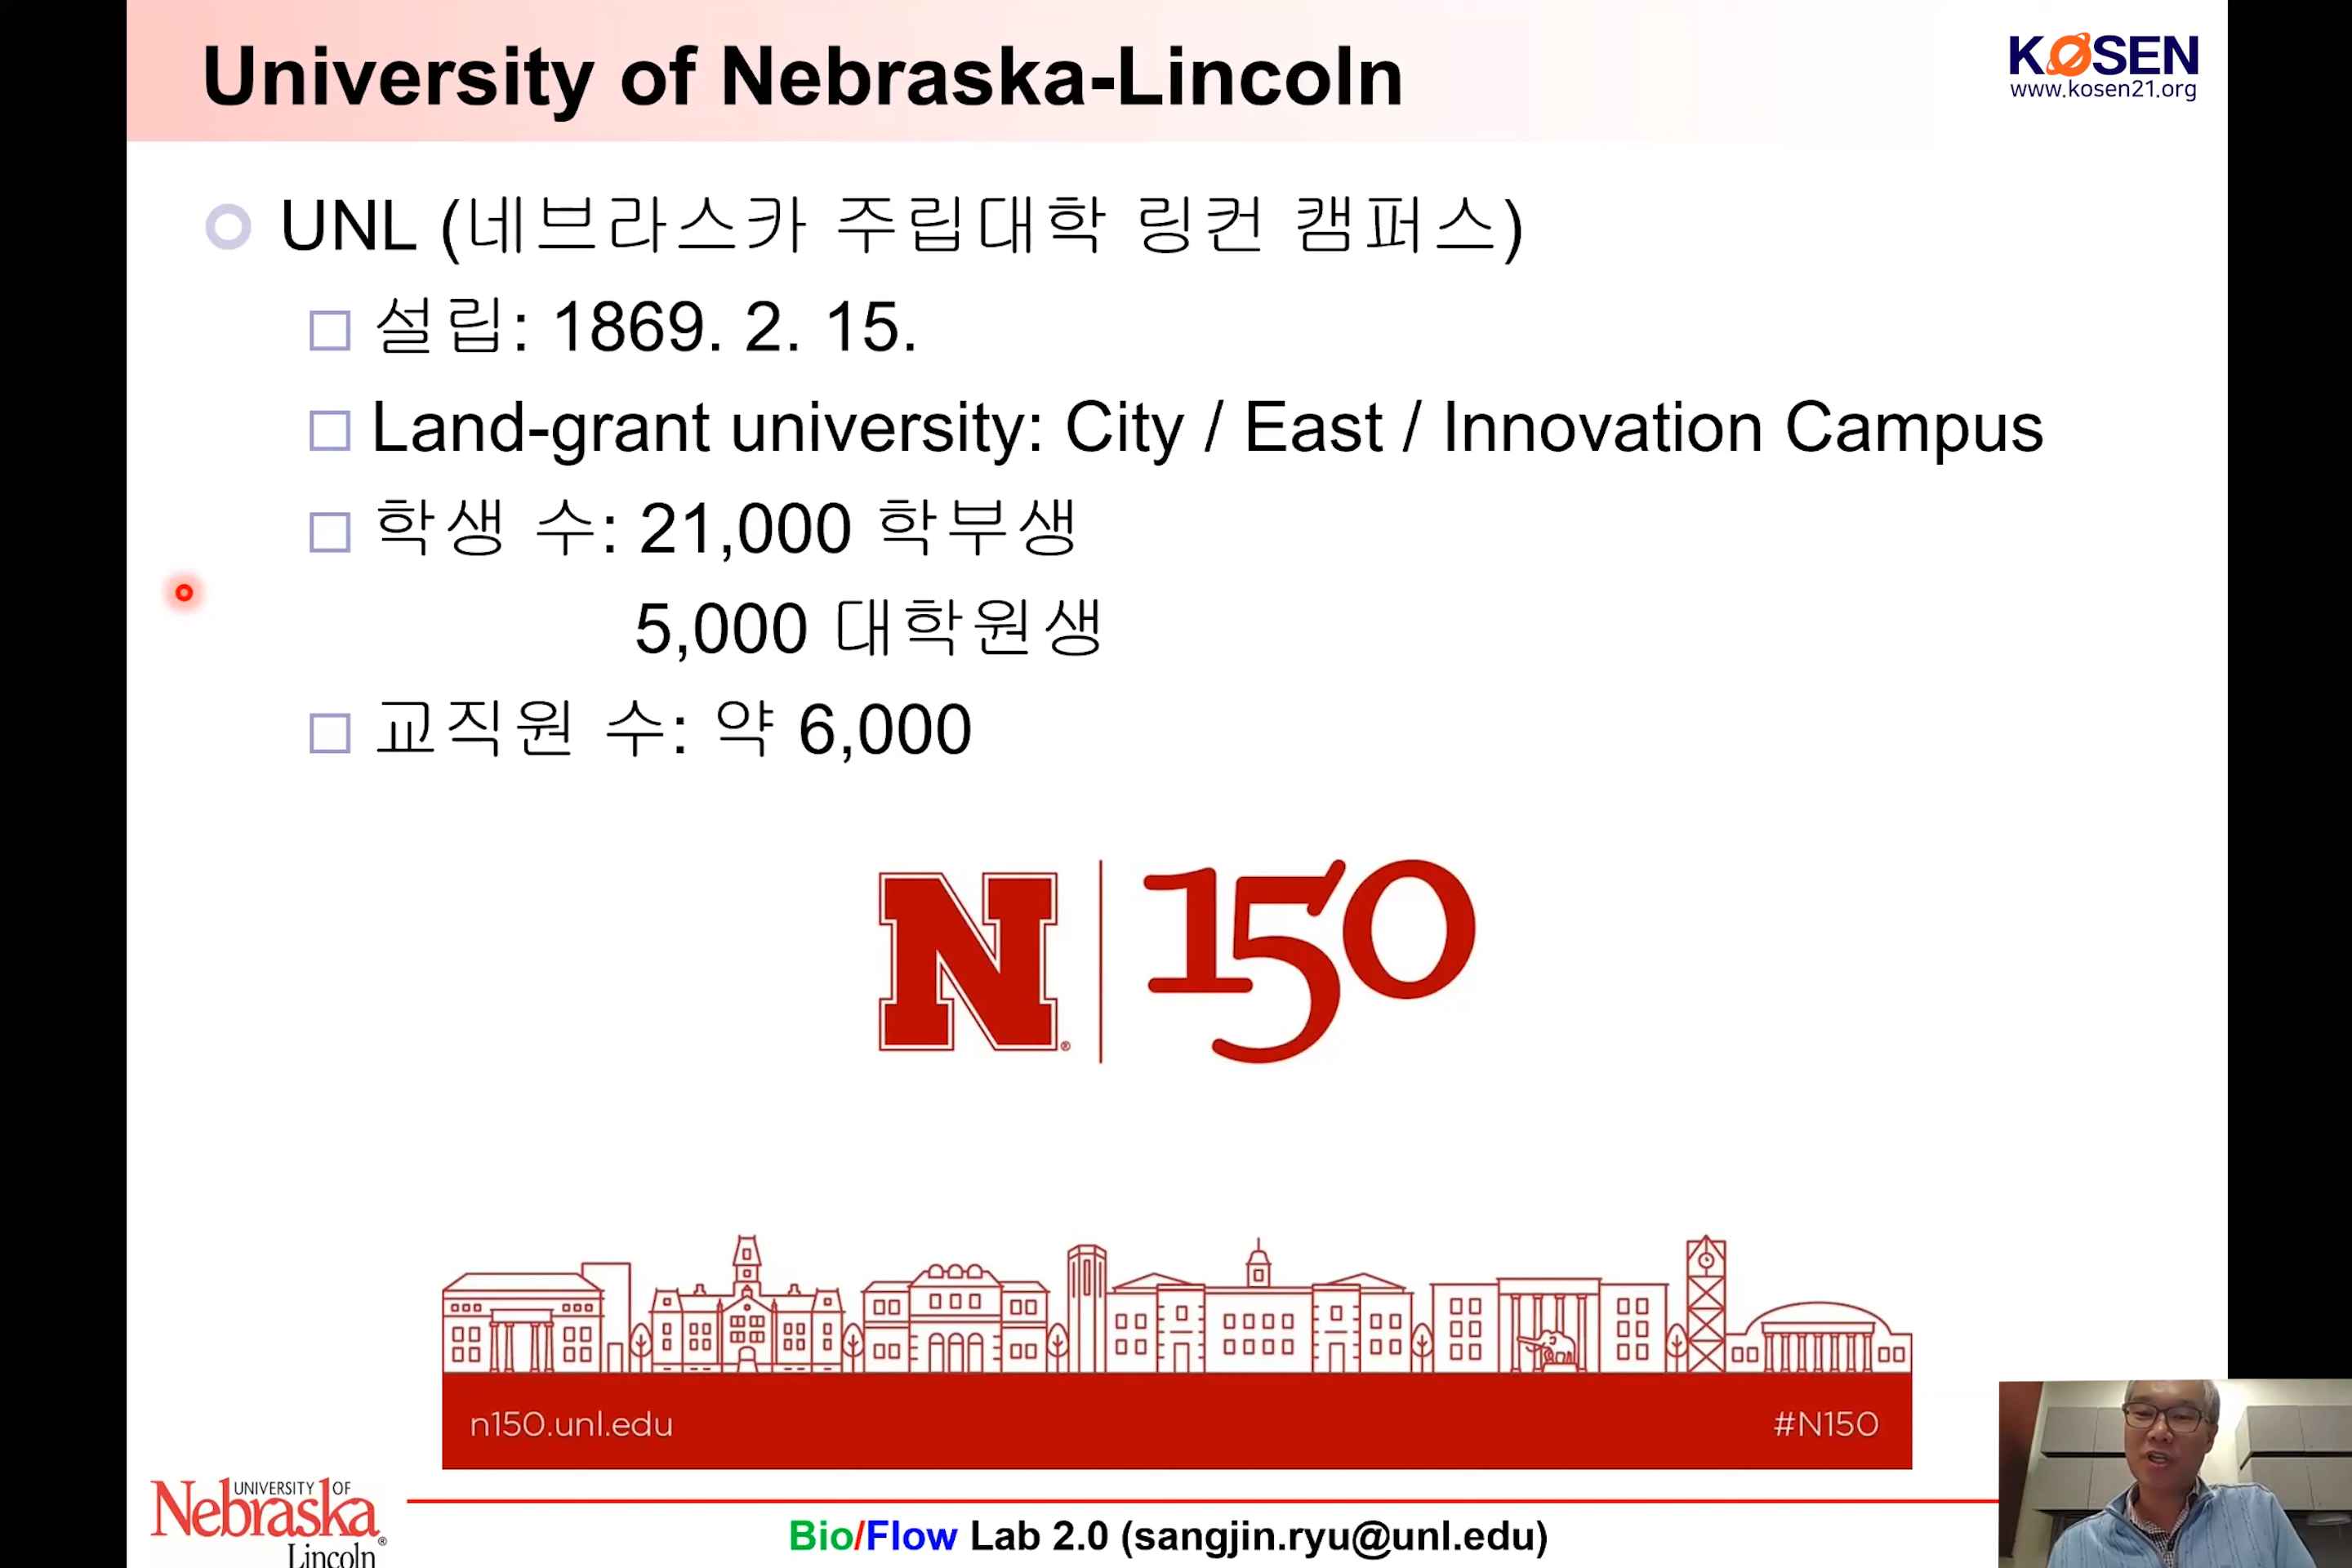 University of Nebraska-Lincoln
KOSEN
www.kosen21.org
UNL (네브라스카 주립대학 링컨 캠퍼스)
설립: 1869. 2. 15.
Land-grant university: City / East / Innovation Campus
학생 수: 21,000 학부생
5,000 대학원생
교직원 수: 약 6,000
N® 150
n150.unl.edu #N150
UNIVERSITY OF
Nebraska®
Lincoln
Bio/Flow Lab 2.0 (sangjin.ryu@unl.edu)